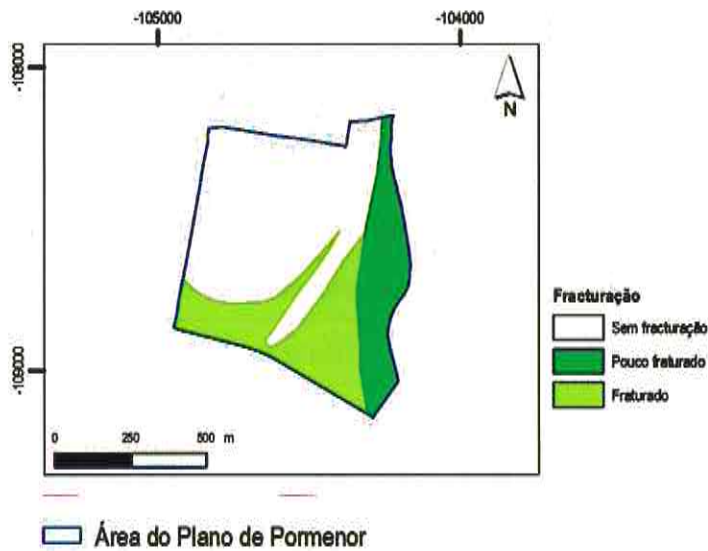 -105000 -104000
-108000
N
-109000
Fracturação
Sem fracturação
Pouco fraturado
Fraturado
0 250 500 m
Área do Plano de Pormenor